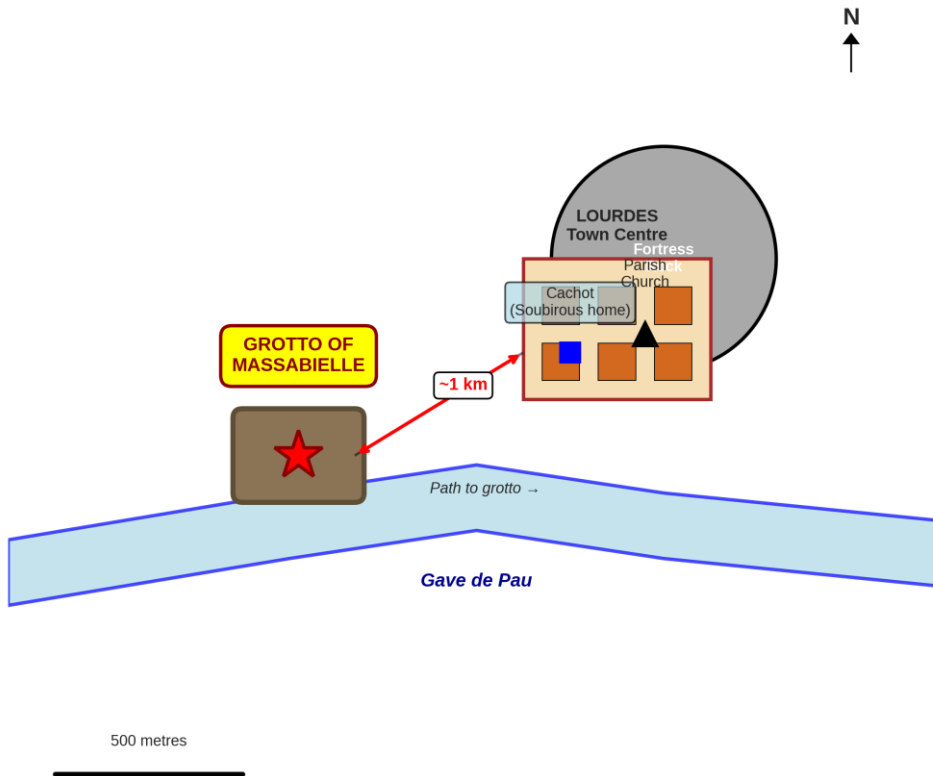 N
LOURDES
Town Centre
Fortress
Parish
Church
Cachot
(Soubirous home)
GROTTO OF
MASSABIELLE
~1 km
Path to grotto →
Gave de Pau
500 metres